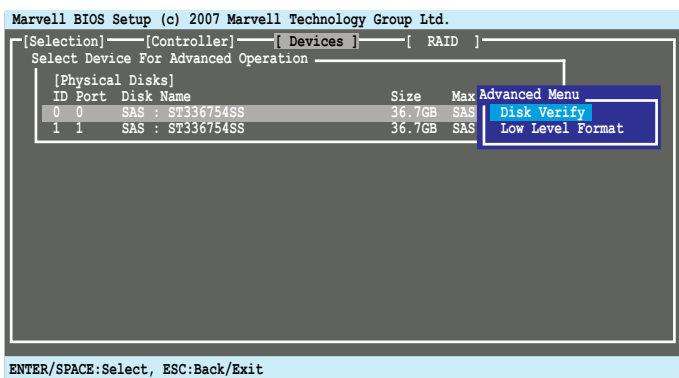 Marvell BIOS Setup (c) 2007 Marvell Technology Group Ltd.
[Selection] [Controller] [ Devices ] [ RAID ]
Select Device For Advanced Operation
[Physical Disks]
ID Port Disk Name Size Max
0 0 SAS : ST336754SS 36.7GB SAS
1 1 SAS : ST336754SS 36.7GB SAS
Advanced Menu
Disk Verify
Low Level Format
ENTER/SPACE:Select, ESC:Back/Exit